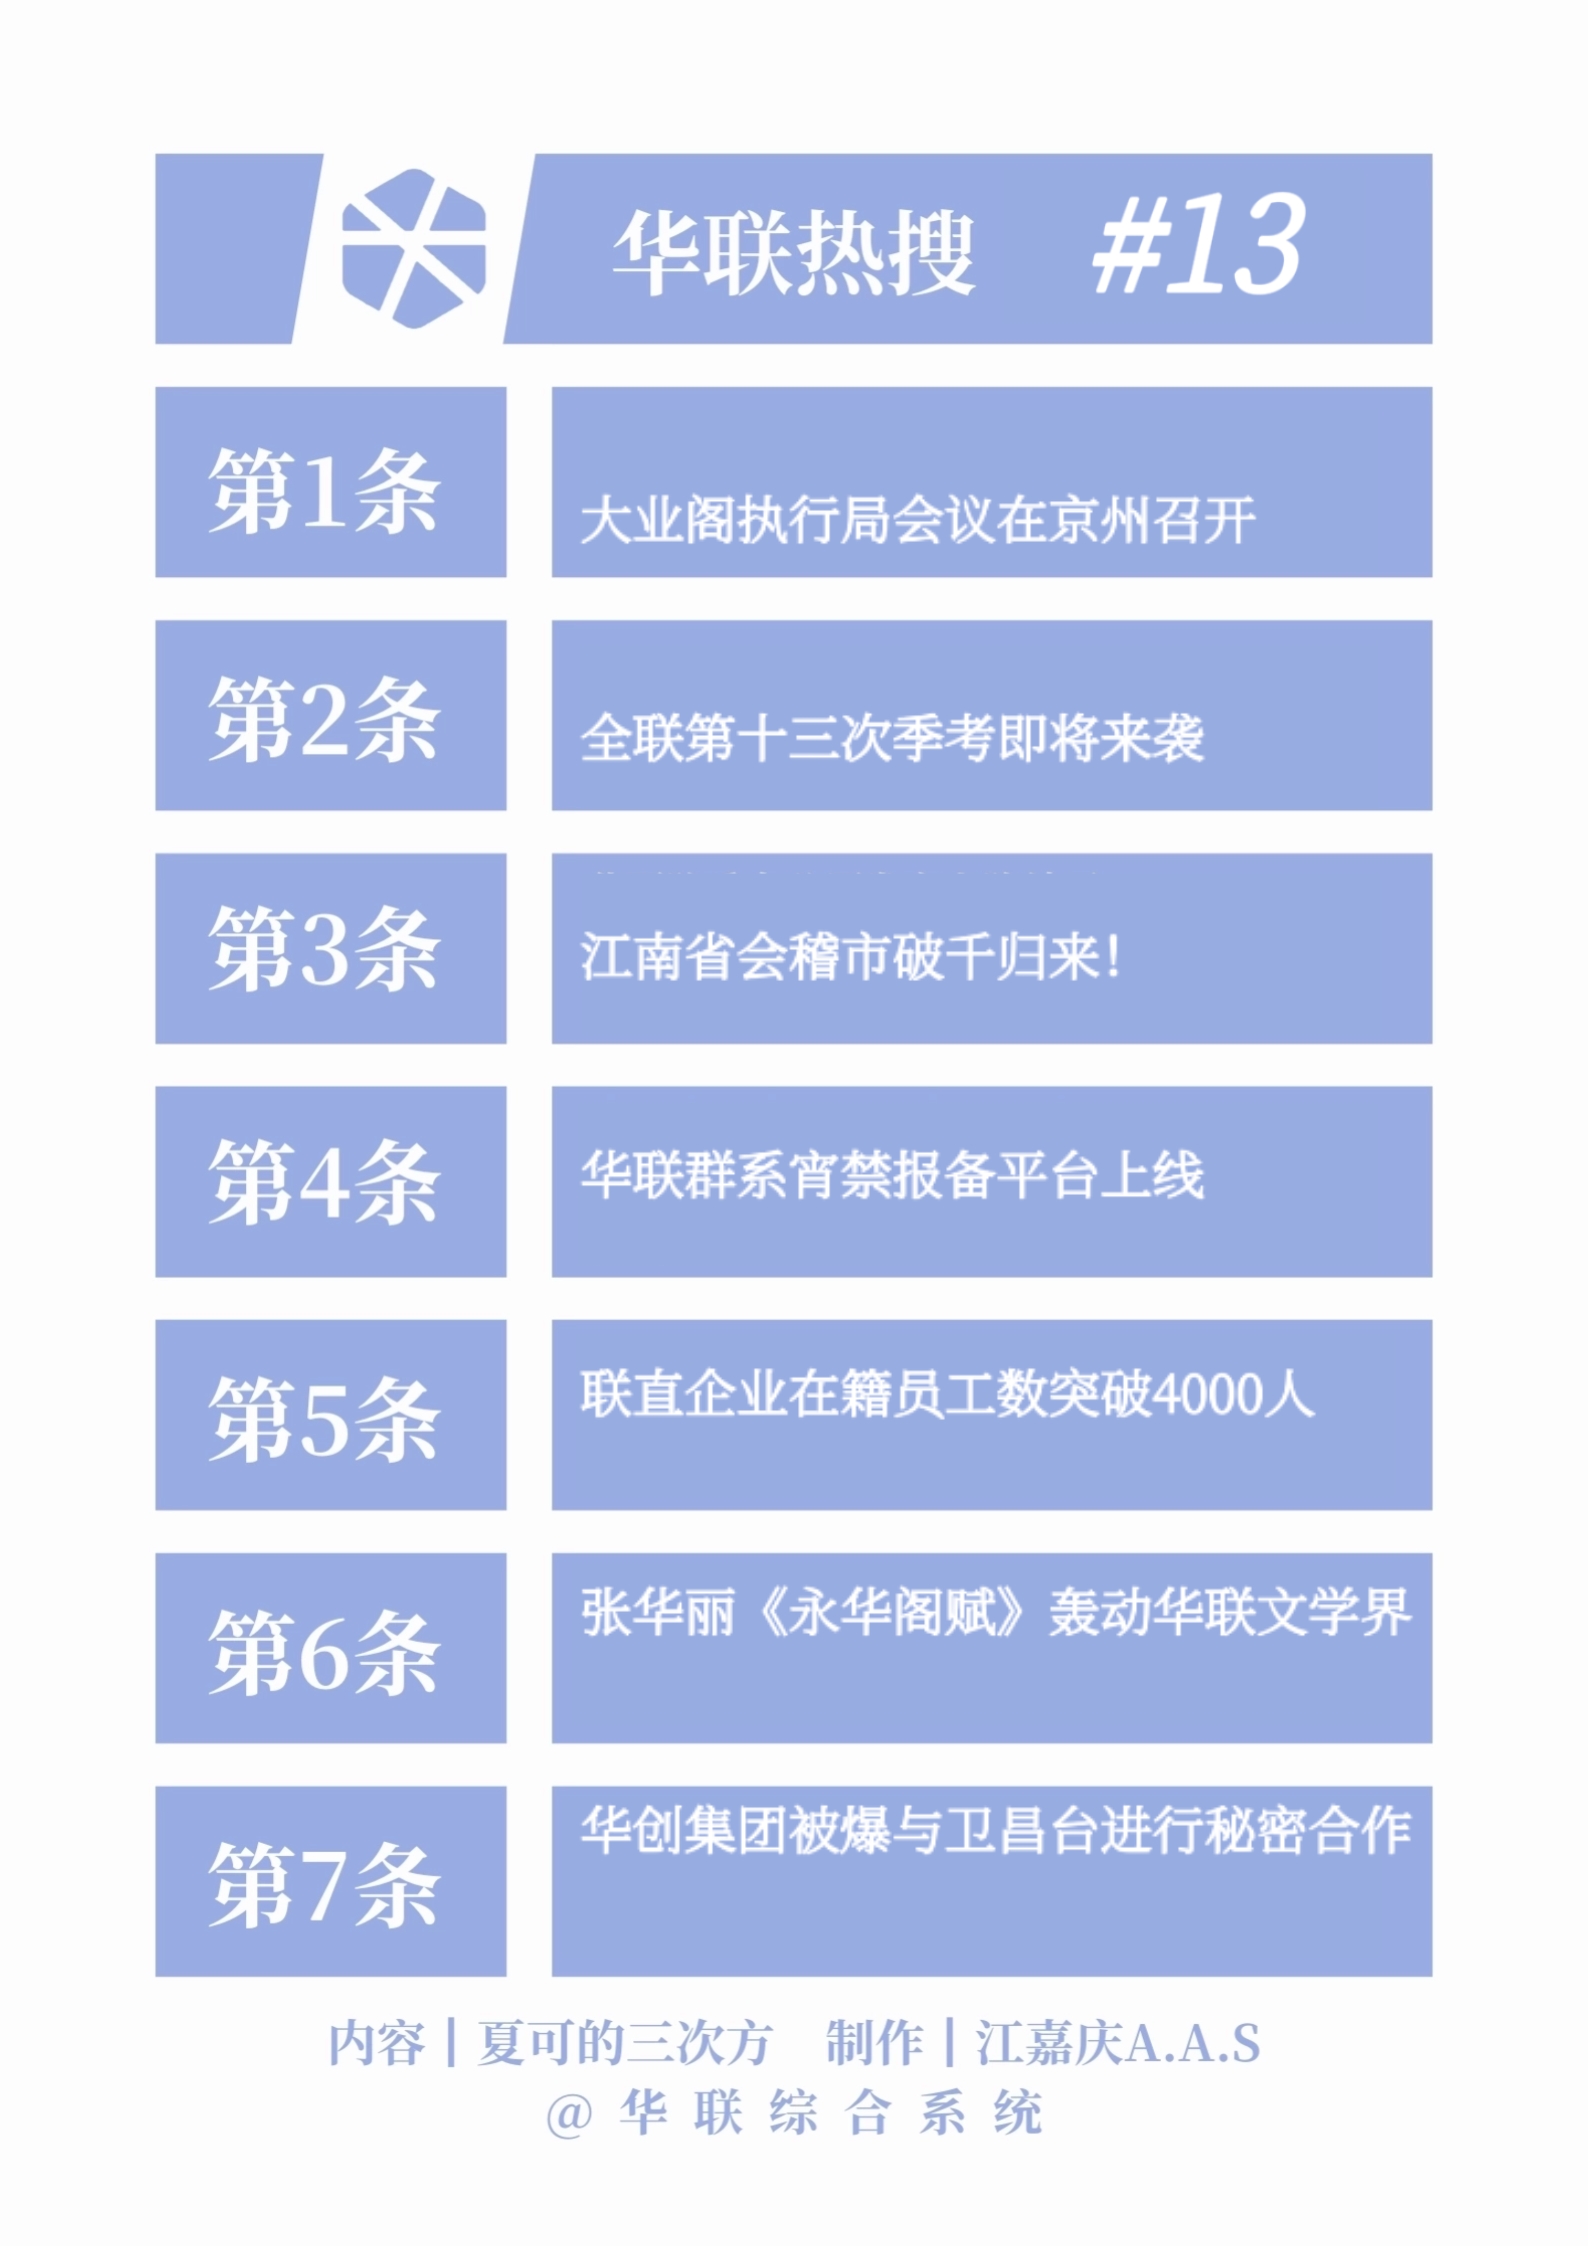 华联热搜 #13
第1条 大业阁执行局会议在京州召开
第2条 全联第十三次季考即将来袭
第3条 江南省会稽市破千归来！
第4条 华联群系宵禁报备平台上线
第5条 联直企业在籍员工数突破4000人
第6条 张华丽《永华阁赋》轰动华联文学界
第7条 华创集团被爆与卫昌台进行秘密合作
内容 | 夏可的三次方 制作 | 江嘉庆A.A.S
@华联综合系统